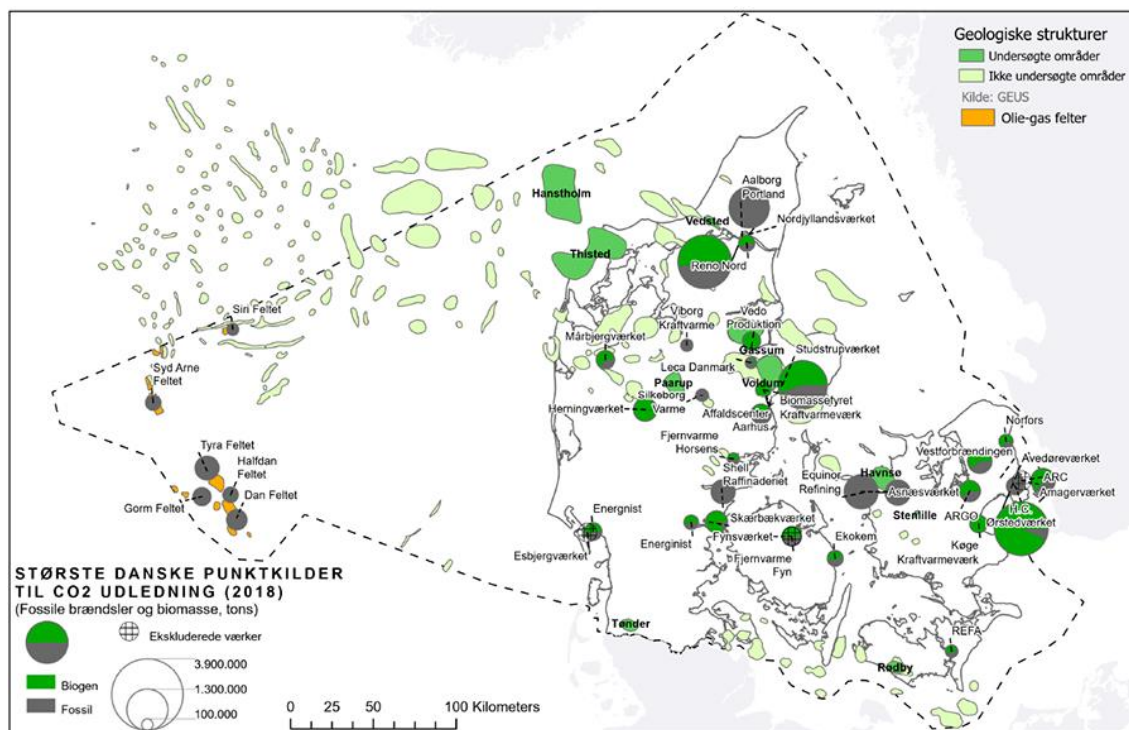 Geologiske strukturer
Undersøgte områder
Ikke undersøgte områder
Kilde: GEUS
Olie-gas felter
Hanstholm
Aalborg
Portland
Vedsted
Nordjyllandsværket
Thisted
Reno Nord
Siri Feltet
Viborg
Kraftvarme
Vedo
Produktion
Mårbjergværket
Gassum
Studstrupværket
Leca Danmark
Syd Arne
Feltet
Paarup
Voldum
Silkeborg
Varme
Biomassefyret
Kraftvarmeværk
Herningværket
Affaldscenter
Aarhus
Norfors
Fjernvarme
Horsens
Vestforbrændingen
Avedøreværket
Tyra Feltet
Halfdan
Feltet
Shell
Raffinaderiet
Equinor
Refining
Havnsø
ARC
Asnæsværket
Amagerværket
Gorm Feltet
Dan Feltet
H.C.
Ørstedværket
Stenlille
ARGO
Energnist
Skærbækværket
Esbjergværket
Energinist
Fynsværket
Ekokem
Køge
Kraftvarmeværk
Fjernvarme
Fyn
STØRSTE DANSKE PUNKTKILDER
TIL CO2 UDLEDNING (2018)
(Fossile brændsler og biomasse, tons)
Ekskluderede værker
3.900.000
1.300.000
100.000
Biogen
Fossil
Tønder
REFA
Rødby
0 25 50 100 Kilometers